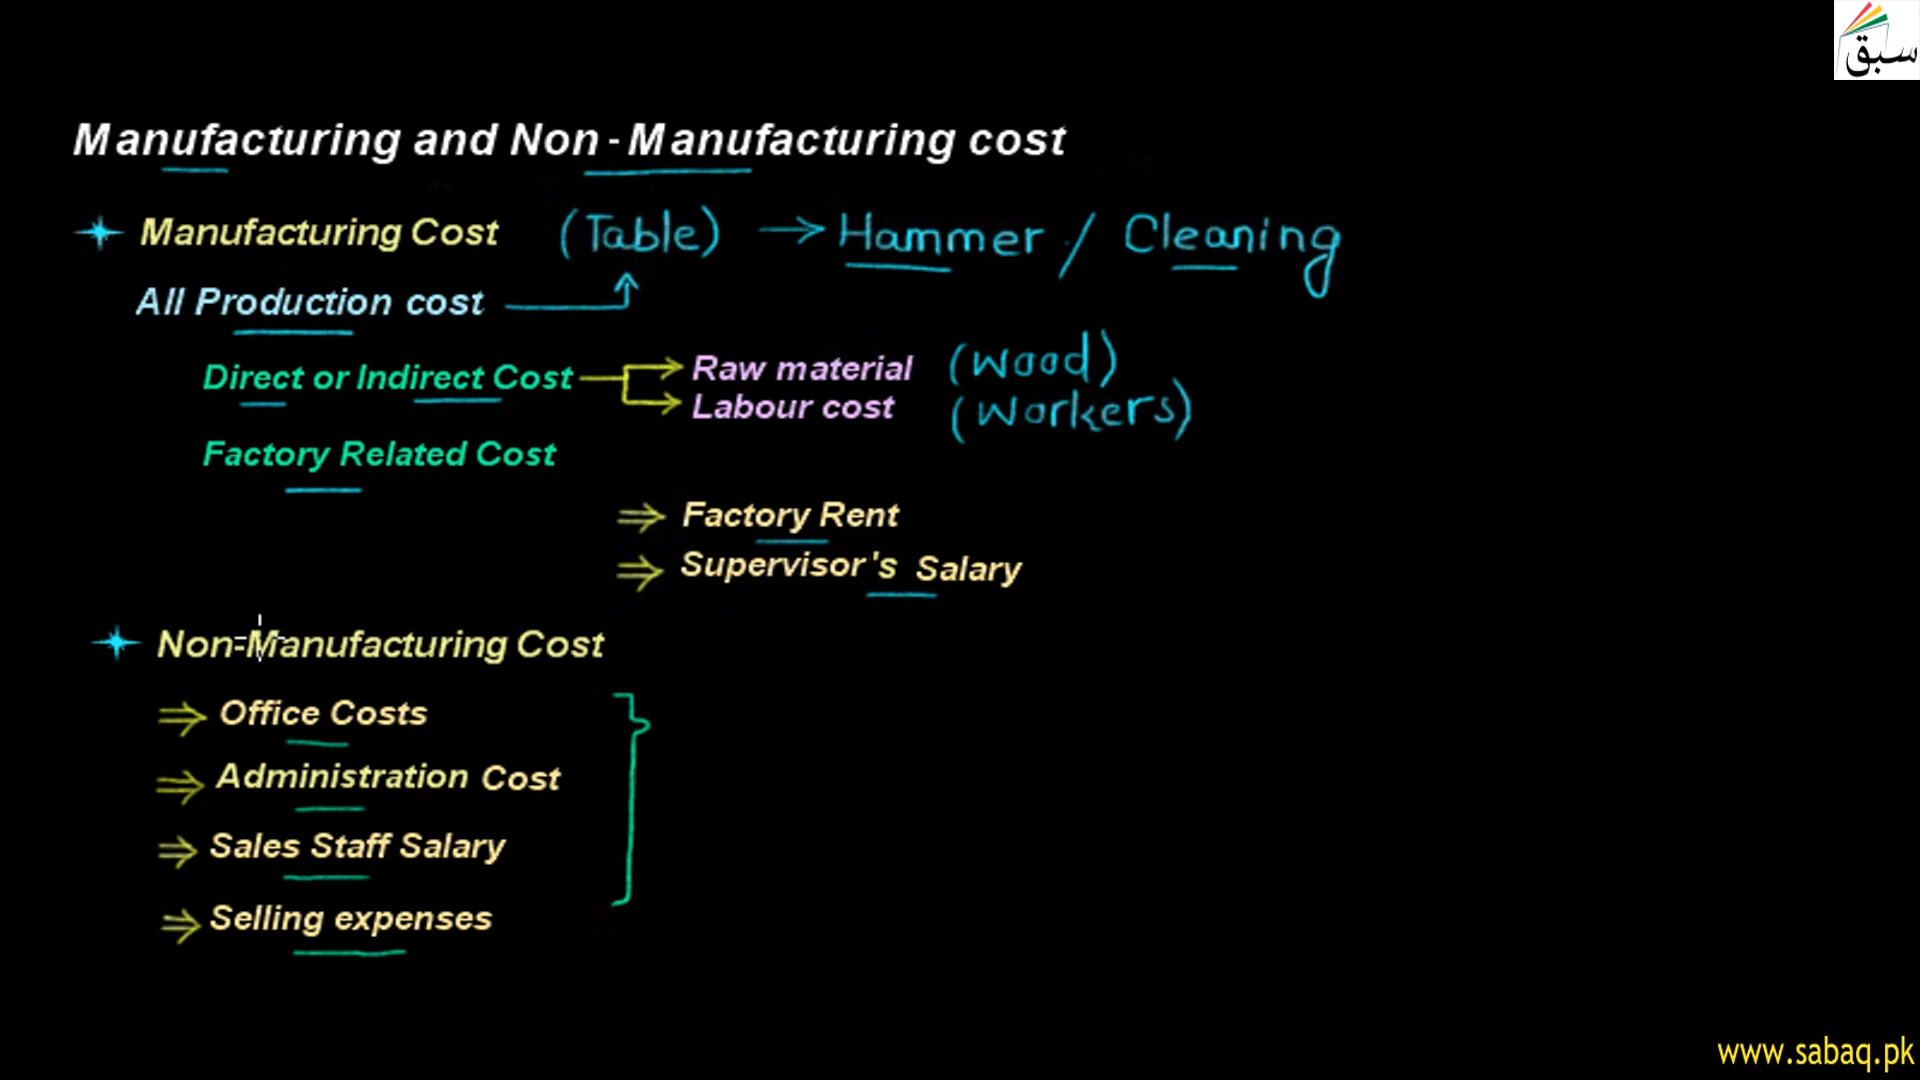 سبق
Manufacturing and Non-Manufacturing cost
Manufacturing Cost (Table) → Hammer / Cleaning
All Production cost
Direct or Indirect Cost → Raw material (Wood)
→ Labour cost (Workers)
Factory Related Cost
⇒ Factory Rent
⇒ Supervisor's Salary
Non-Manufacturing Cost
⇒ Office Costs
⇒ Administration Cost
⇒ Sales Staff Salary
⇒ Selling expenses
www.sabaq.pk